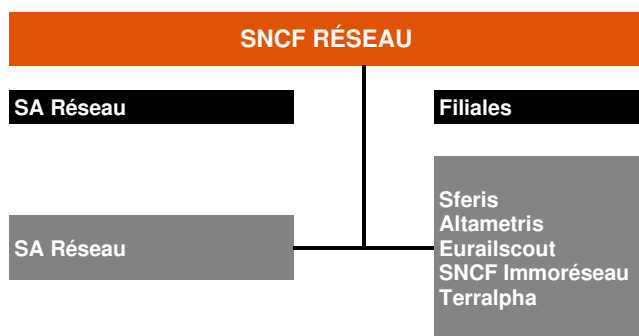 SNCF RÉSEAU
SA Réseau
Filiales
SA Réseau
Sferis
Altametris
Eurailscout
SNCF Immoréseau
Terralpha